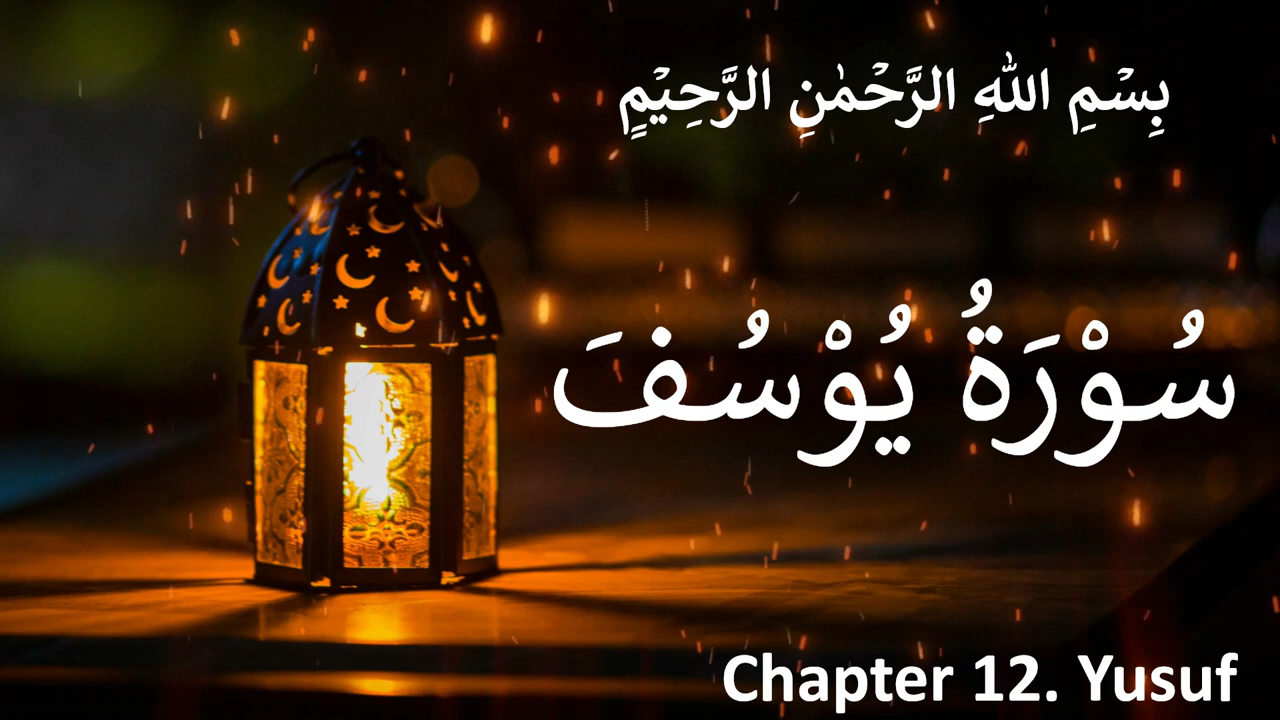 بِسْمِ اللّٰهِ الرَّحْمٰنِ الرَّحِيْمِ
سُوْرَةُ يُوْسُفَ
Chapter 12. Yusuf